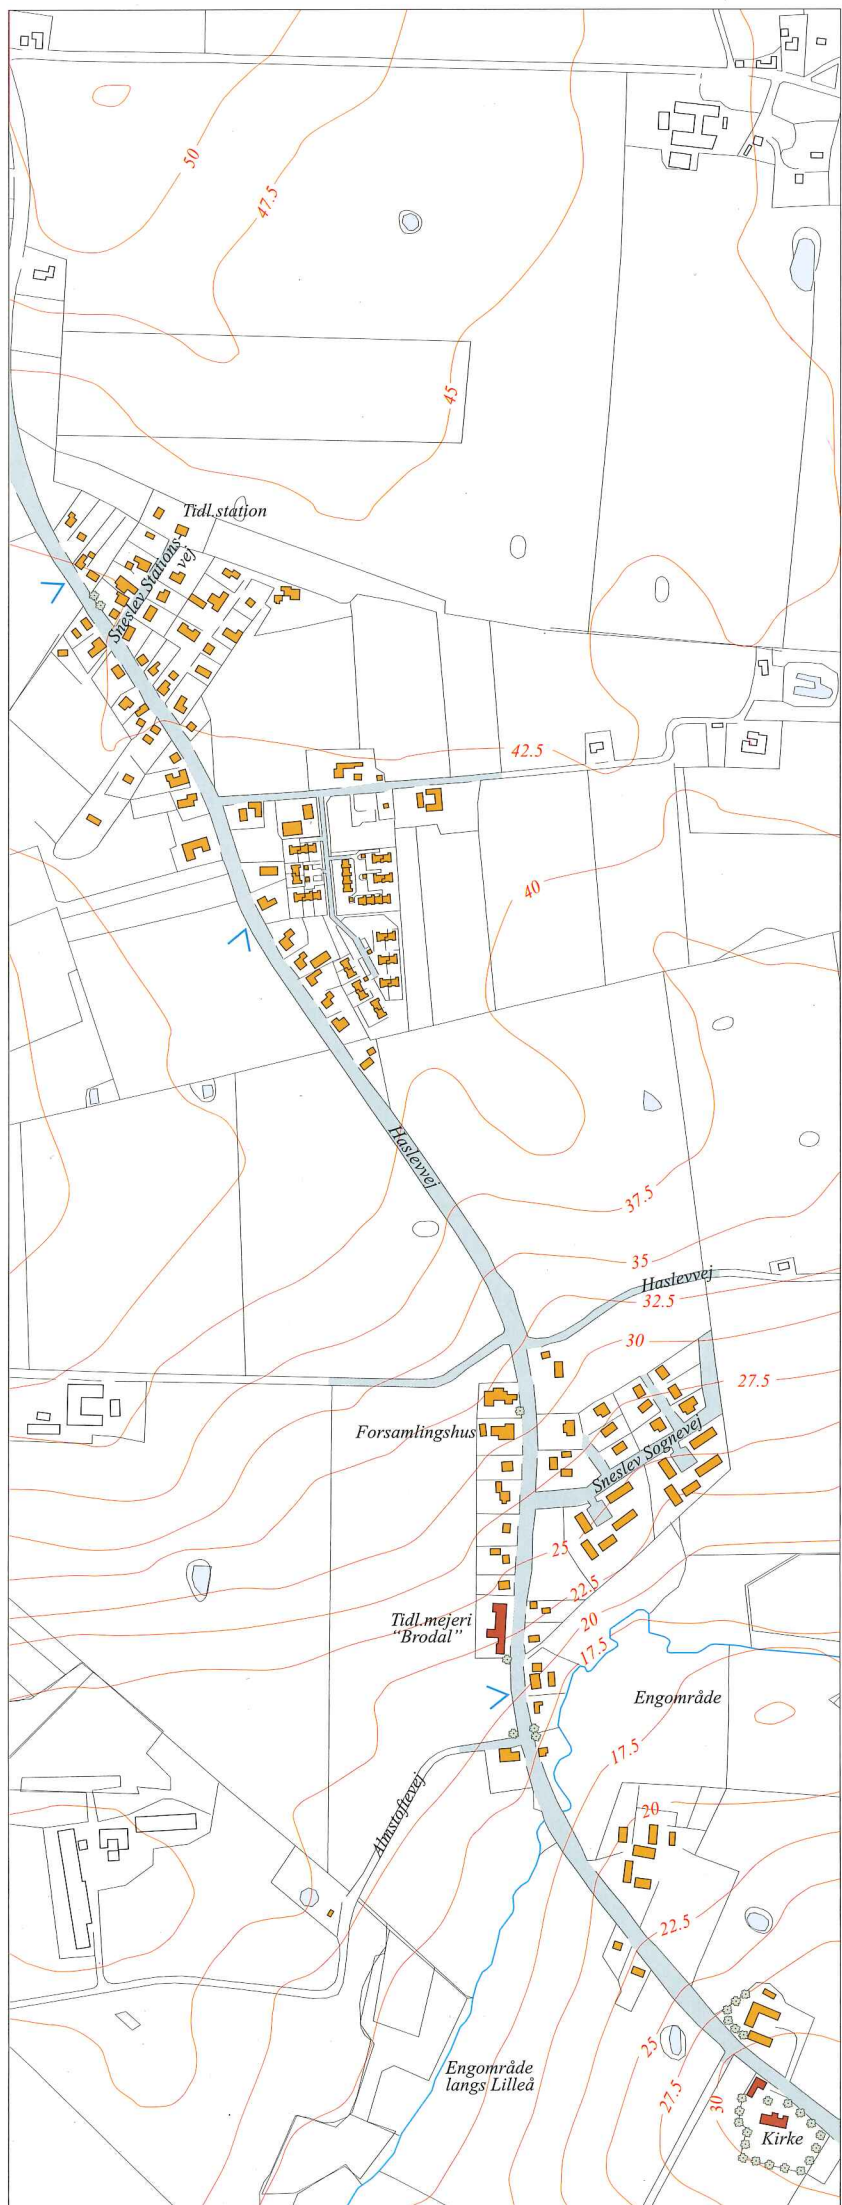 50
47.5
45
Tidl.station
Sneslev Stations-
vej
42.5
40
Haslevvej
37.5
35
Haslevvej
32.5
30
27.5
Forsamlingshus
Sneslev Sognevej
25
22.5
Tidl.mejeri
“Brodal”
20
17.5
Engområde
17.5
Almstoftevej
20
22.5
25
Engområde
langs Lilleå
27.5
30
Kirke